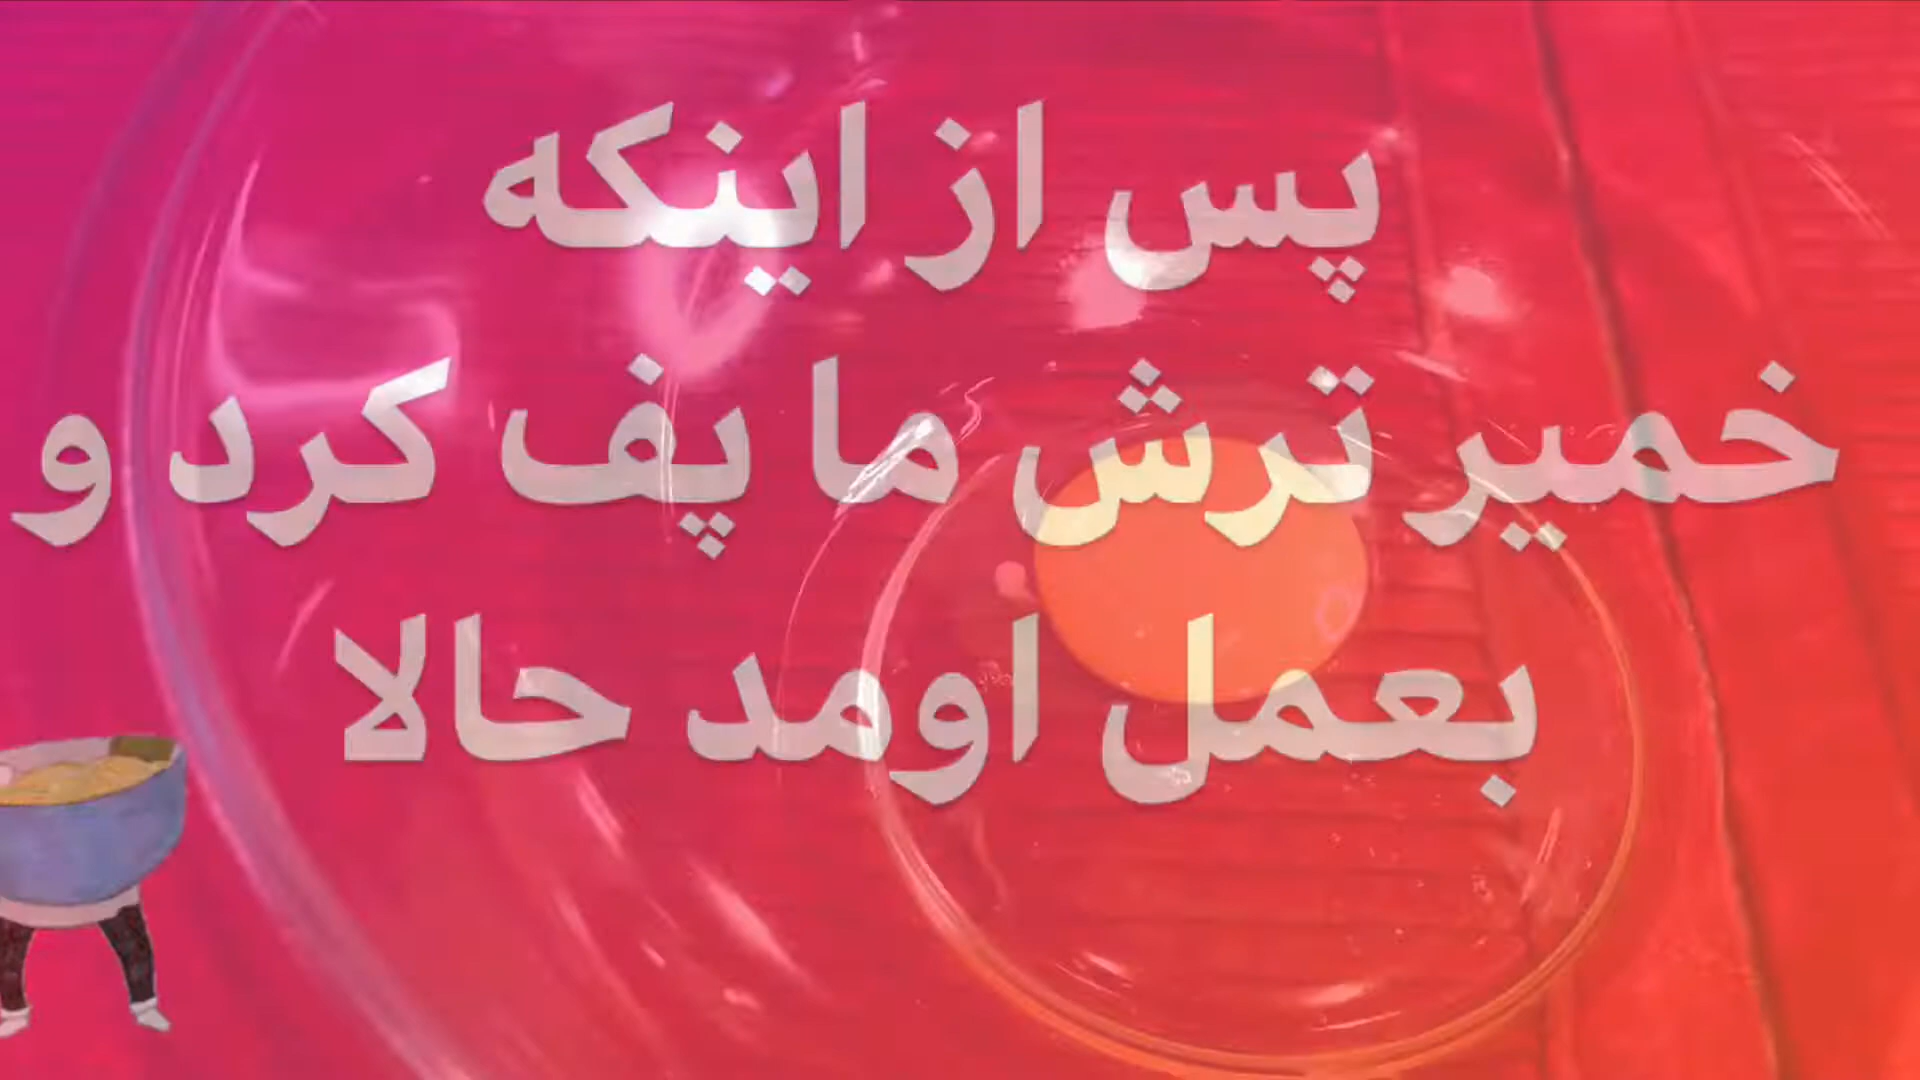 پس از اینکه
خمیر ترش ما پف کرد و
بعمل اومد حالا